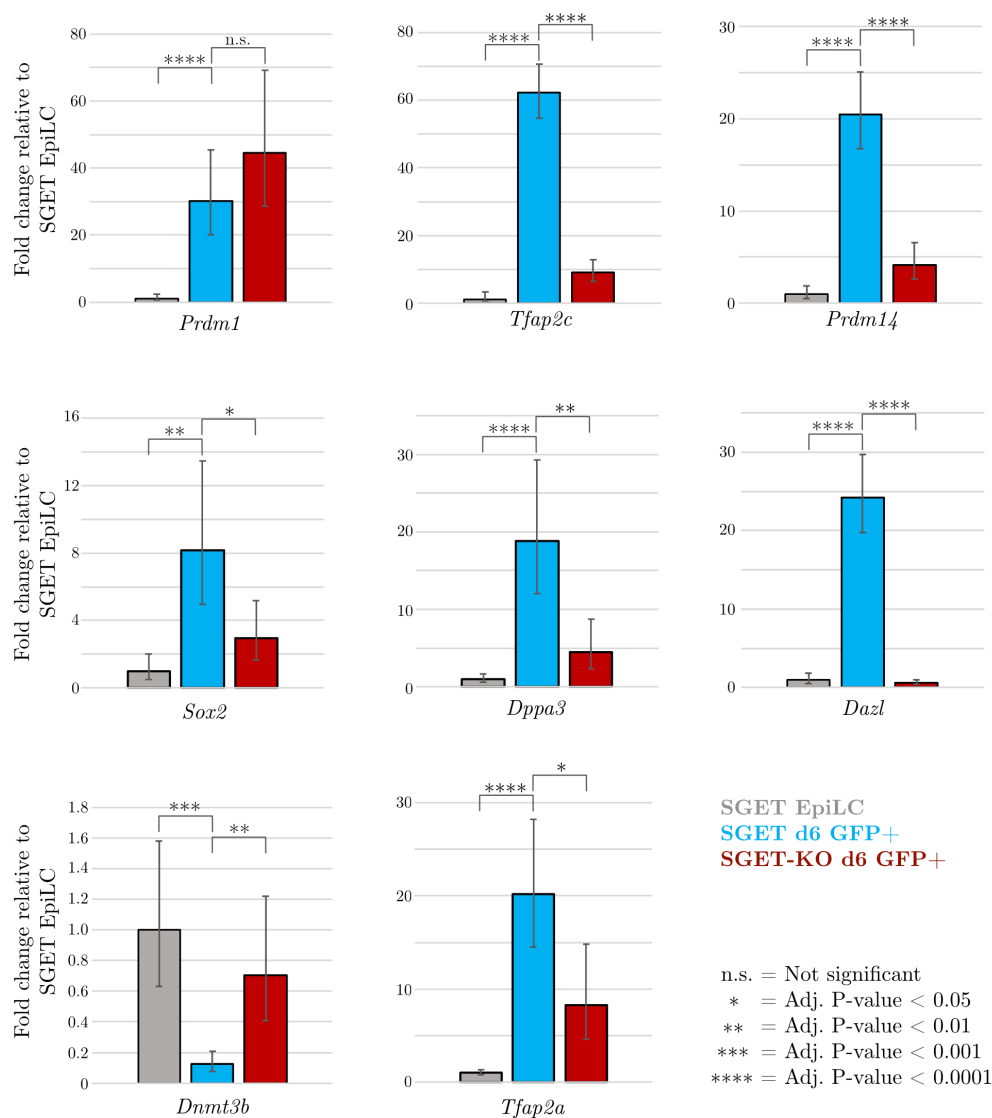 Fold change relative to
SGET EpiLC
80
60
40
20
0
****
n.s.
Prdm1
80
60
40
20
0
****
****
Tfap2c
30
20
10
0
****
****
Prdm14
Fold change relative to
SGET EpiLC
16
12
8
4
0
**
*
Sox2
30
20
10
0
****
**
Dppa3
30
20
10
0
****
****
Dazl
Fold change relative to
SGET EpiLC
1.8
1.6
1.4
1.2
1.0
0.8
0.6
0.4
0.2
0
***
**
Dnmt3b
30
20
10
0
****
*
Tfap2a
SGET EpiLC
SGET d6 GFP+
SGET-KO d6 GFP+
n.s. = Not significant
* = Adj. P-value < 0.05
** = Adj. P-value < 0.01
*** = Adj. P-value < 0.001
**** = Adj. P-value < 0.0001